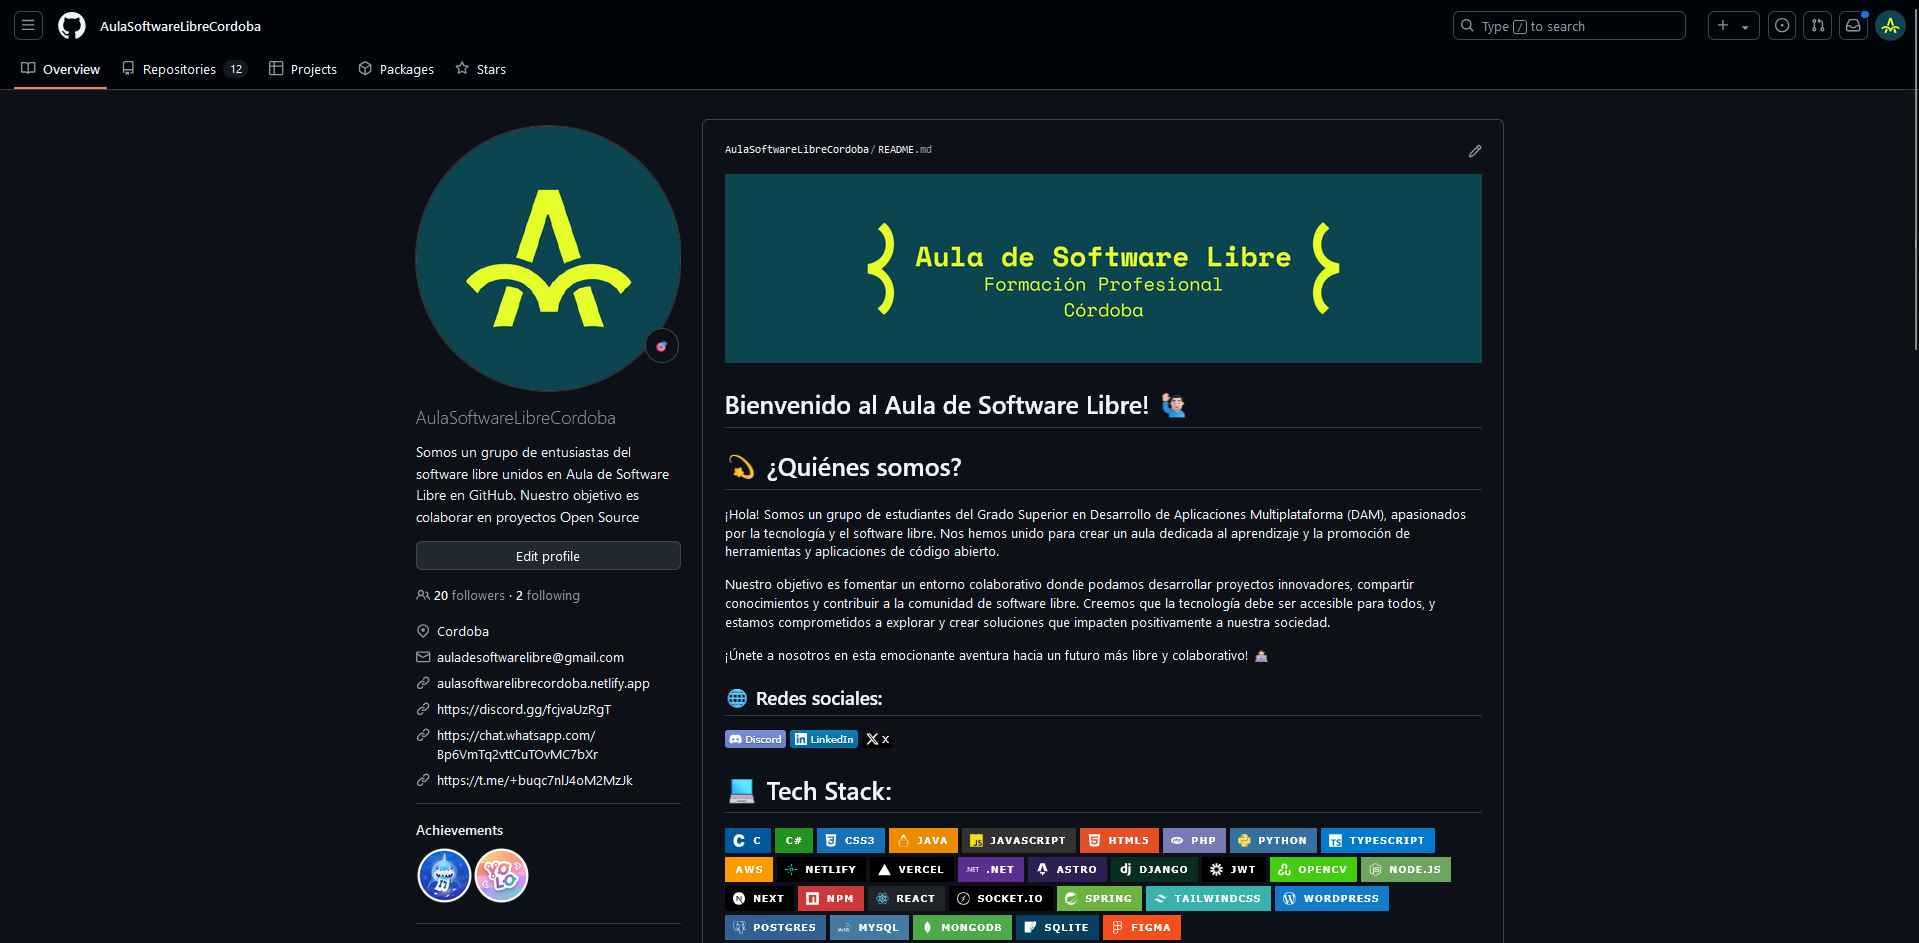 AulaSoftwareLibreCordoba
Type / to search
Overview Repositories 12 Projects Packages Stars
AulaSoftwareLibreCordoba
Somos un grupo de entusiastas del
software libre unidos en Aula de Software
Libre en GitHub. Nuestro objetivo es
colaborar en proyectos Open Source
Edit profile
20 followers · 2 following
Cordoba
auladesoftwarelibre@gmail.com
aulasoftwarelibrecordoba.netlify.app
https://discord.gg/fcjvaUzRgT
https://chat.whatsapp.com/
Bp6VmTq2vttCuTOvMC7bXr
https://t.me/+buqc7nlJ4oM2MzJk
Achievements
YOLO
AulaSoftwareLibreCordoba/README.md
Aula de Software Libre
Formación Profesional
Córdoba
Bienvenido al Aula de Software Libre!
¿Quiénes somos?
¡Hola! Somos un grupo de estudiantes del Grado Superior en Desarrollo de Aplicaciones Multiplataforma (DAM), apasionados
por la tecnología y el software libre. Nos hemos unido para crear un aula dedicada al aprendizaje y la promoción de
herramientas y aplicaciones de código abierto.
Nuestro objetivo es fomentar un entorno colaborativo donde podamos desarrollar proyectos innovadores, compartir
conocimientos y contribuir a la comunidad de software libre. Creemos que la tecnología debe ser accesible para todos, y
estamos comprometidos a explorar y crear soluciones que impacten positivamente a nuestra sociedad.
¡Únete a nosotros en esta emocionante aventura hacia un futuro más libre y colaborativo!
Redes sociales:
Discord LinkedIn X
Tech Stack:
C C# CSS3 JAVA JAVASCRIPT HTML5 PHP PYTHON TYPESCRIPT
AWS NETLIFY VERCEL .NET ASTRO DJANGO JWT OPENCV NODE.JS
NEXT NPM REACT SOCKET.IO SPRING TAILWINDCSS WORDPRESS
POSTGRES MYSQL MONGODB SQLITE FIGMA